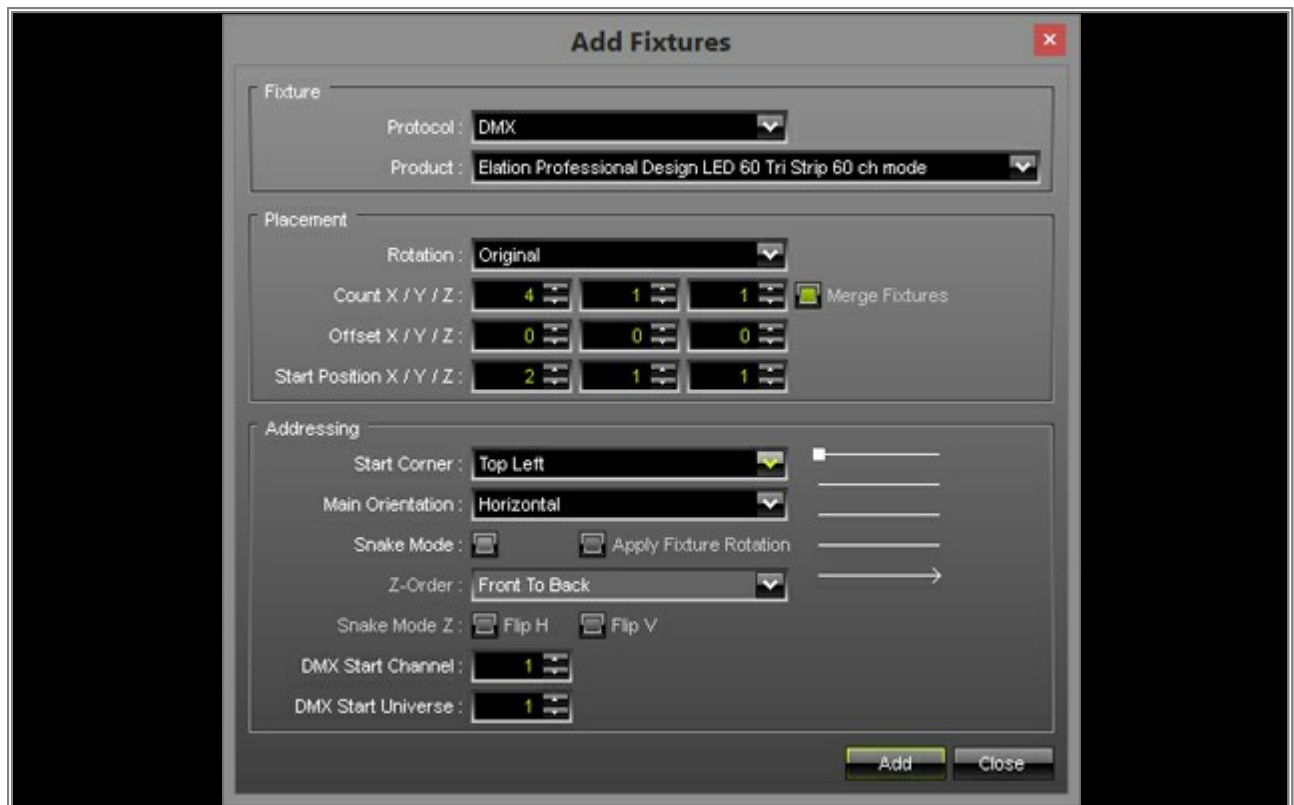 Add Fixtures
Fixture
Protocol : DMX
Product : Elation Professional Design LED 60 Tri Strip 60 ch mode
Placement
Rotation : Original
Count X / Y / Z : 4 1 1 Merge Fixtures
Offset X / Y / Z : 0 0 0
Start Position X / Y / Z : 2 1 1
Addressing
Start Corner : Top Left
Main Orientation : Horizontal
Snake Mode : Apply Fixture Rotation
Z-Order : Front To Back
Snake Mode Z : Flip H Flip V
DMX Start Channel : 1
DMX Start Universe : 1
Add Close